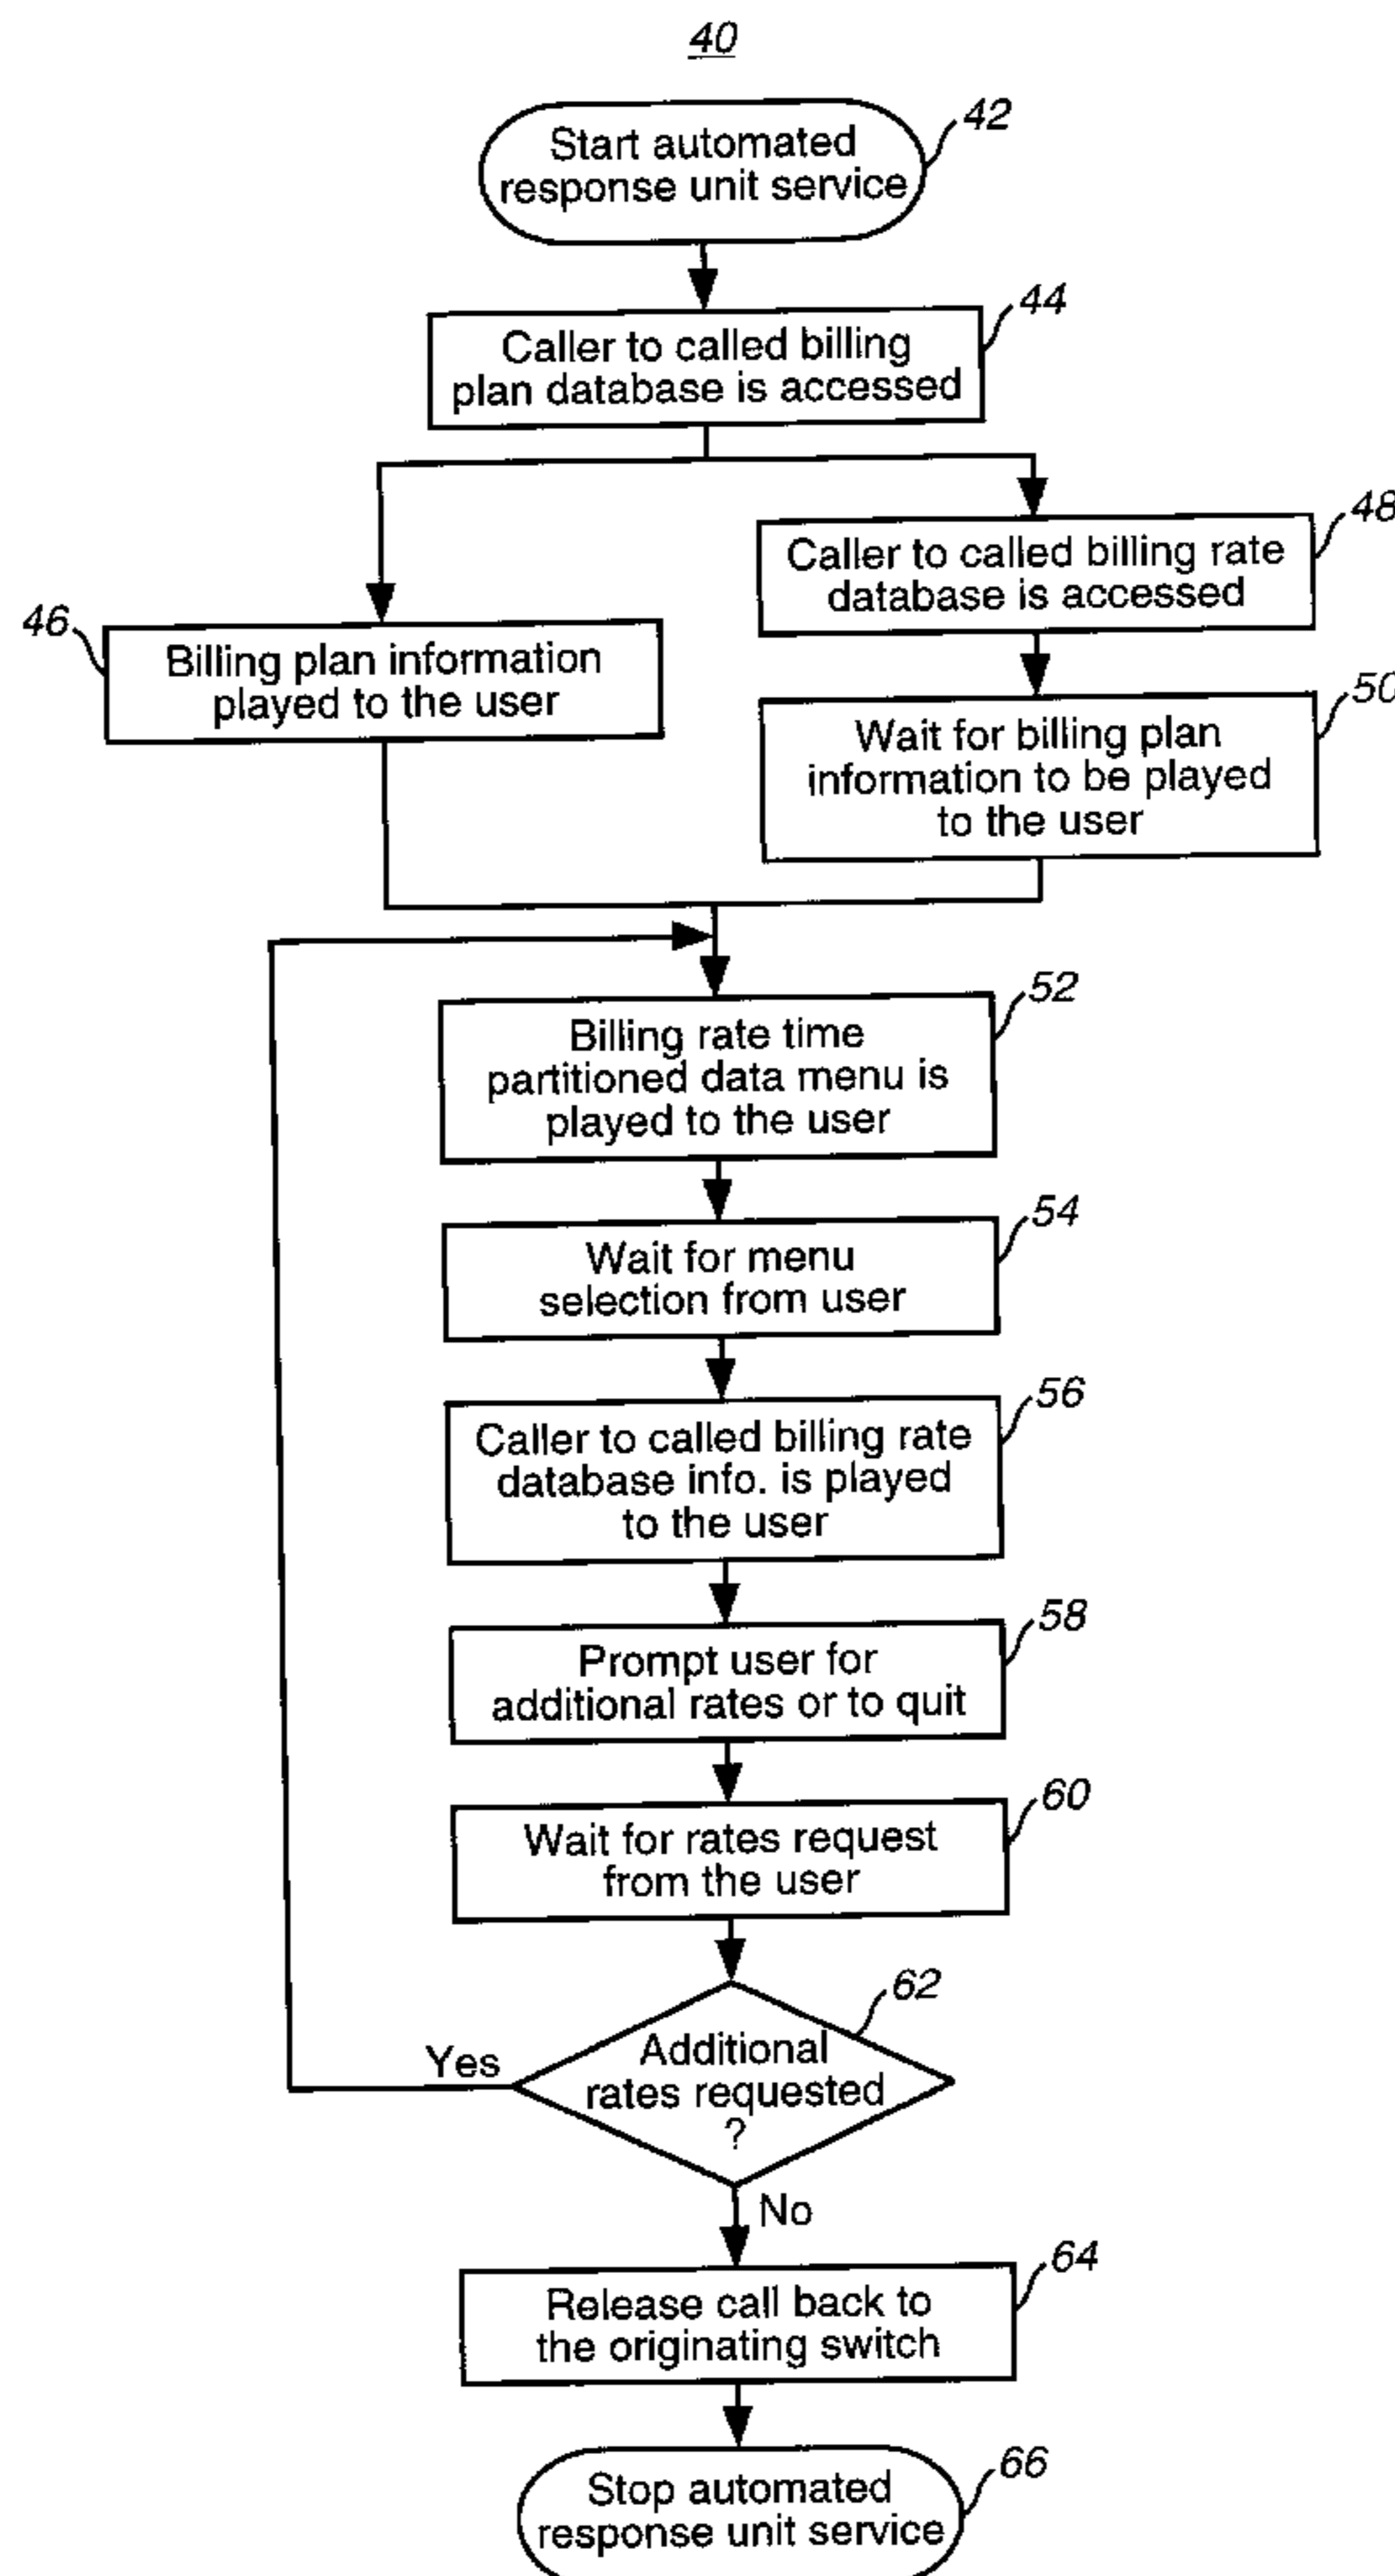 40
42
Start automated
response unit service
44
Caller to called billing
plan database is accessed
48
Caller to called billing rate
database is accessed
46
Billing plan information
played to the user
50
Wait for billing plan
information to be played
to the user
52
Billing rate time
partitioned data menu is
played to the user
54
Wait for menu
selection from user
56
Caller to called billing rate
database info. is played
to the user
58
Prompt user for
additional rates or to quit
60
Wait for rates request
from the user
62
Additional
rates requested
?
Yes
No
64
Release call back to
the originating switch
66
Stop automated
response unit service